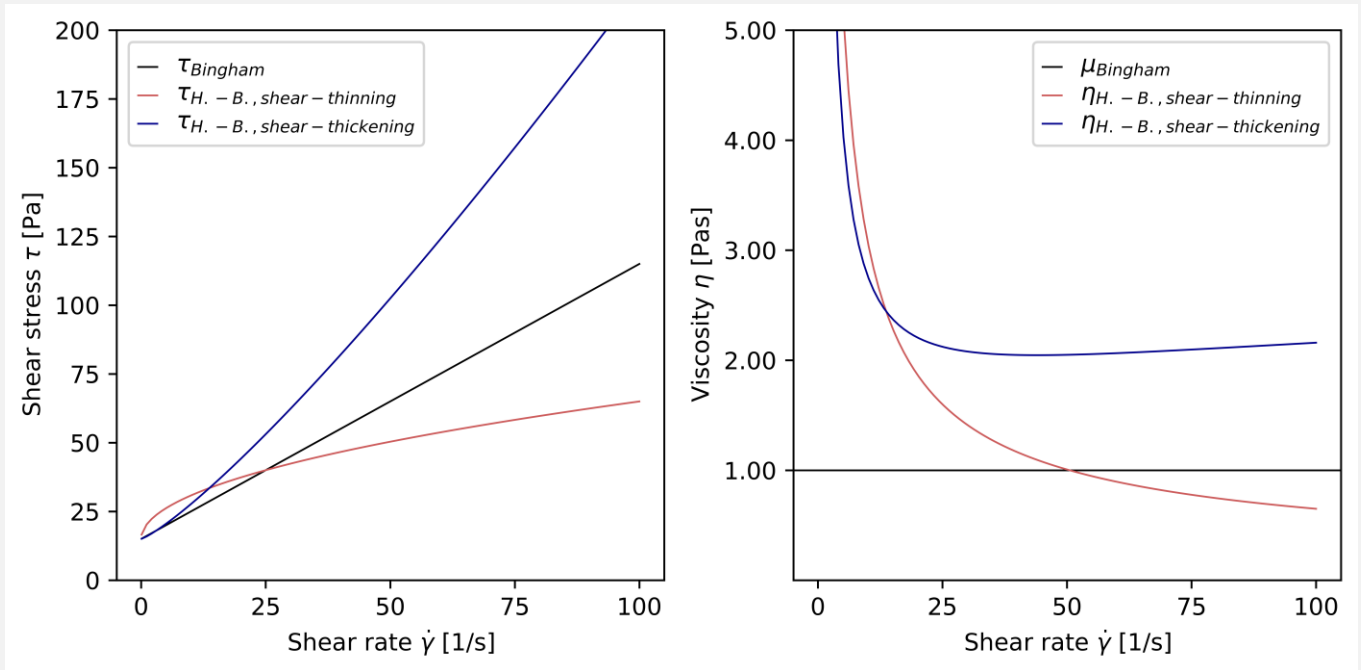 200
175
150
125
100
75
50
25
0
Shear stress τ [Pa]
τBingham
τH. − B., shear − thinning
τH. − B., shear − thickening
0 25 50 75 100
Shear rate γ̇ [1/s]
5.00
4.00
3.00
2.00
1.00
Viscosity η [Pas]
μBingham
ηH. − B., shear − thinning
ηH. − B., shear − thickening
0 25 50 75 100
Shear rate γ̇ [1/s]